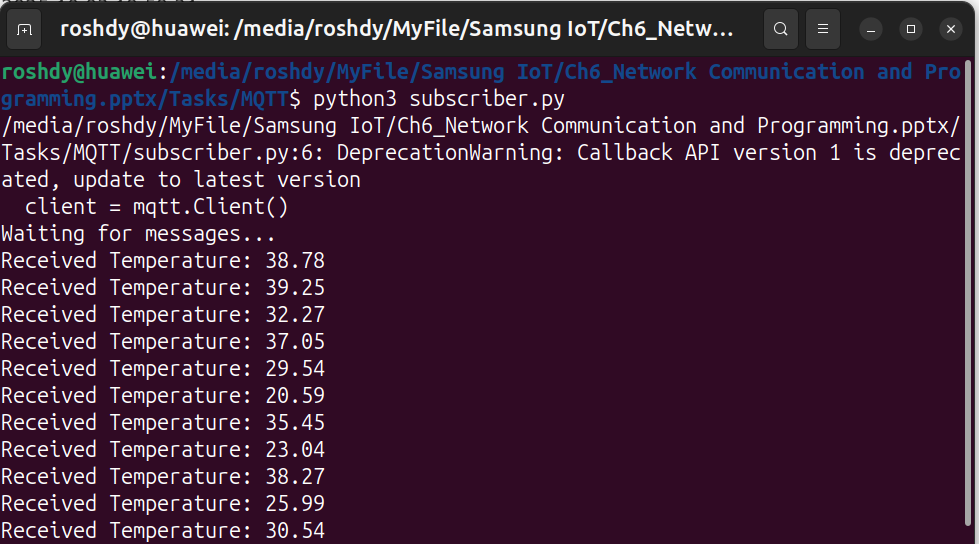 roshdy@huawei: /media/roshdy/MyFile/Samsung IoT/Ch6_Netw...
roshdy@huawei:/media/roshdy/MyFile/Samsung IoT/Ch6_Network Communication and Pro
gramming.pptx/Tasks/MQTT$ python3 subscriber.py
/media/roshdy/MyFile/Samsung IoT/Ch6_Network Communication and Programming.pptx/
Tasks/MQTT/subscriber.py:6: DeprecationWarning: Callback API version 1 is deprec
ated, update to latest version
  client = mqtt.Client()
Waiting for messages...
Received Temperature: 38.78
Received Temperature: 39.25
Received Temperature: 32.27
Received Temperature: 37.05
Received Temperature: 29.54
Received Temperature: 20.59
Received Temperature: 35.45
Received Temperature: 23.04
Received Temperature: 38.27
Received Temperature: 25.99
Received Temperature: 30.54